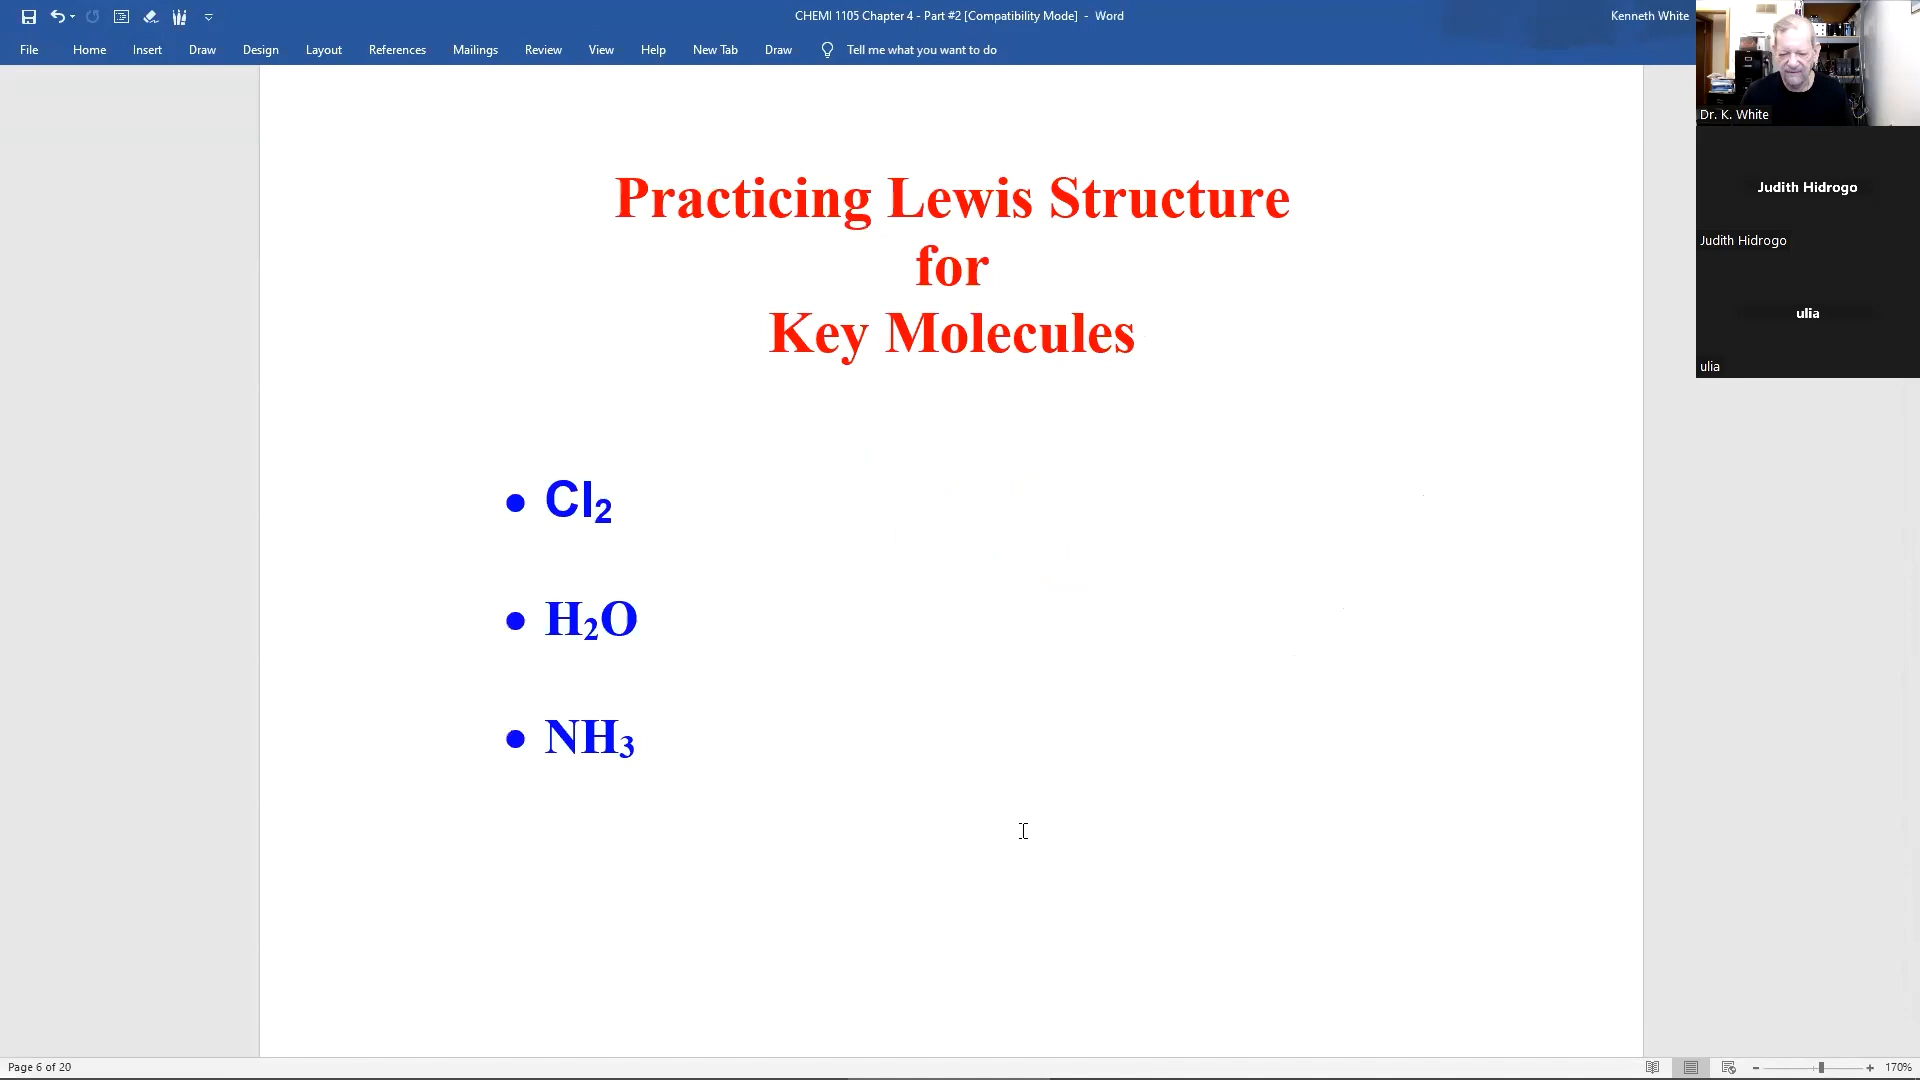 CHEMI 1105 Chapter 4 - Part #2 [Compatibility Mode] - Word
Kenneth White
File Home Insert Draw Design Layout References Mailings Review View Help New Tab Draw Tell me what you want to do
Dr. K. White
Judith Hidrogo
Judith Hidrogo
ulia
ulia
Practicing Lewis Structure
for
Key Molecules
• Cl₂
• H₂O
• NH₃
Page 6 of 20
170%